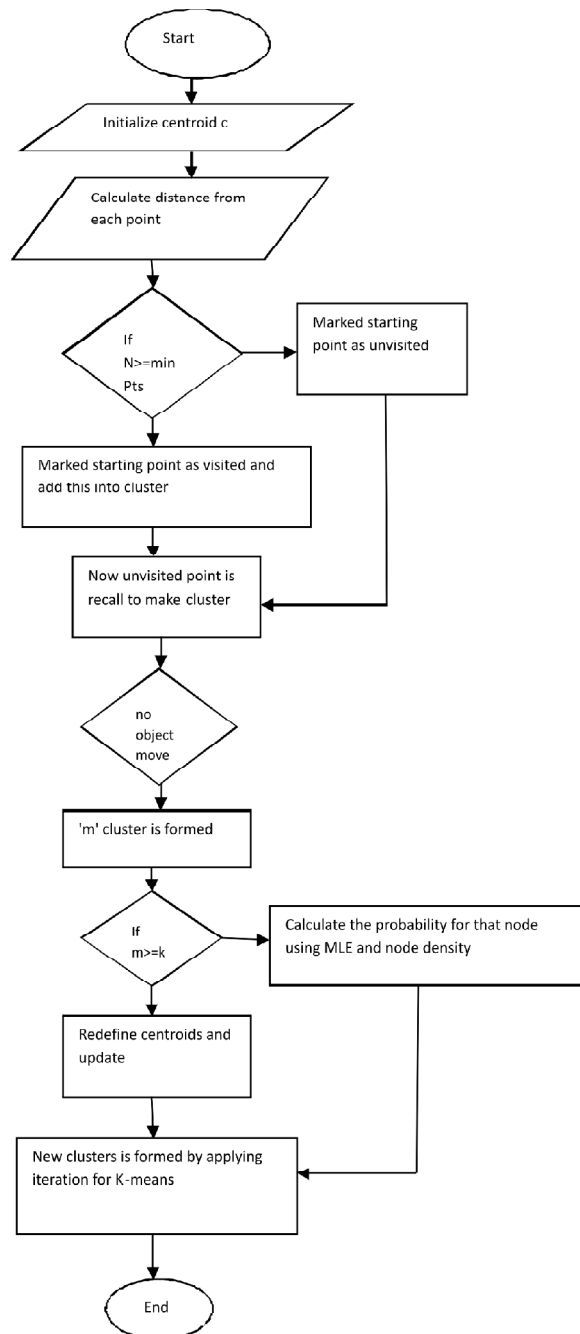 Start
Initialize centroid c
Calculate distance from
each point
If
N>=min
Pts
Marked starting
point as unvisited
Marked starting point as visited and
add this into cluster
Now unvisited point is
recall to make cluster
no
object
move
'm' cluster is formed
If
m>=k
Calculate the probability for that node
using MLE and node density
Redefine centroids and
update
New clusters is formed by applying
iteration for K-means
End